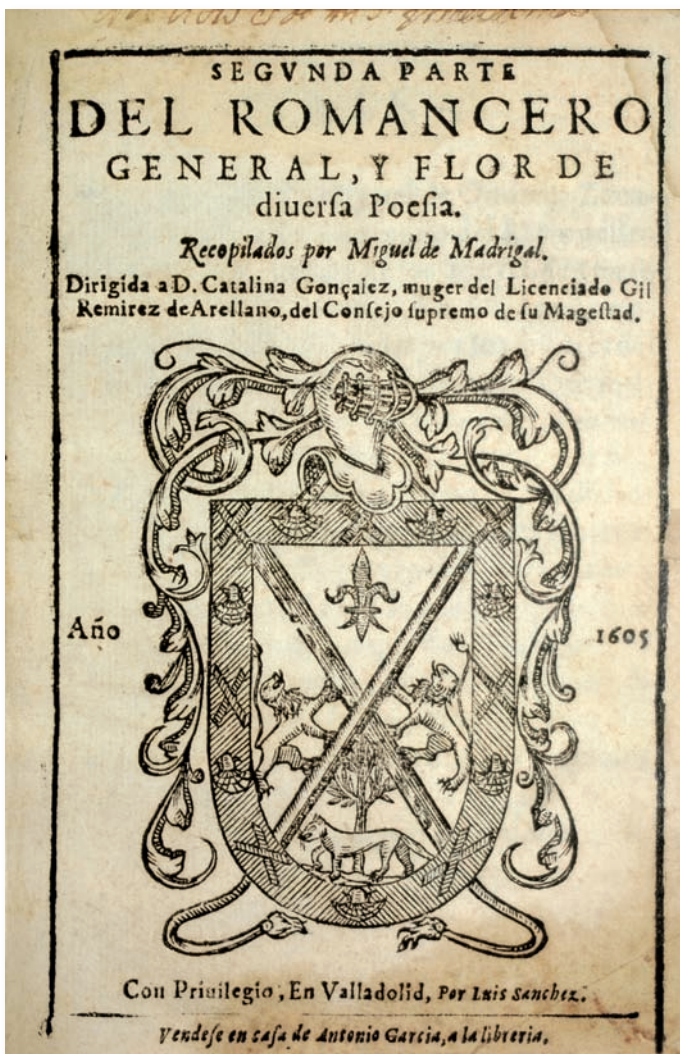 SEGVNDA PARTE
DEL ROMANCERO
GENERAL, Y FLOR DE
diuerſa Poeſia.
Recopilados por Miguel de Madrigal.
Dirigida a D. Catalina Gonçalez, muger del Licenciado Gil
Remirez de Arellano, del Conſejo ſupremo de ſu Mageſtad.
Año 1605
Con Priuilegio, En Valladolid, Por Luis Sanchez.
Vendeſe en caſa de Antonio Garcia, a la libreria.